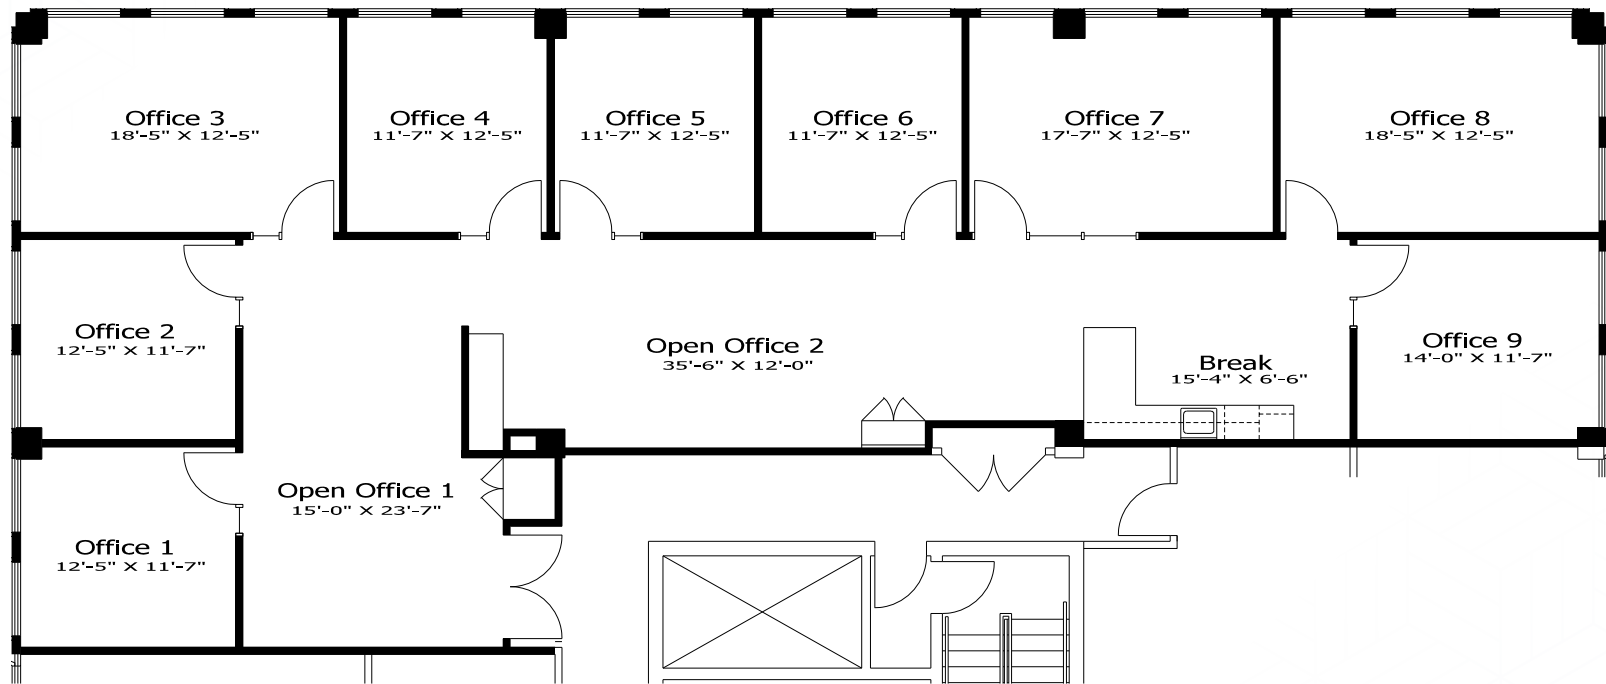 Office 3
18'-5" X 12'-5"
Office 4
11'-7" X 12'-5"
Office 5
11'-7" X 12'-5"
Office 6
11'-7" X 12'-5"
Office 7
17'-7" X 12'-5"
Office 8
18'-5" X 12'-5"
Office 2
12'-5" X 11'-7"
Open Office 2
35'-6" X 12'-0"
Break
15'-4" X 6'-6"
Office 9
14'-0" X 11'-7"
Open Office 1
15'-0" X 23'-7"
Office 1
12'-5" X 11'-7"